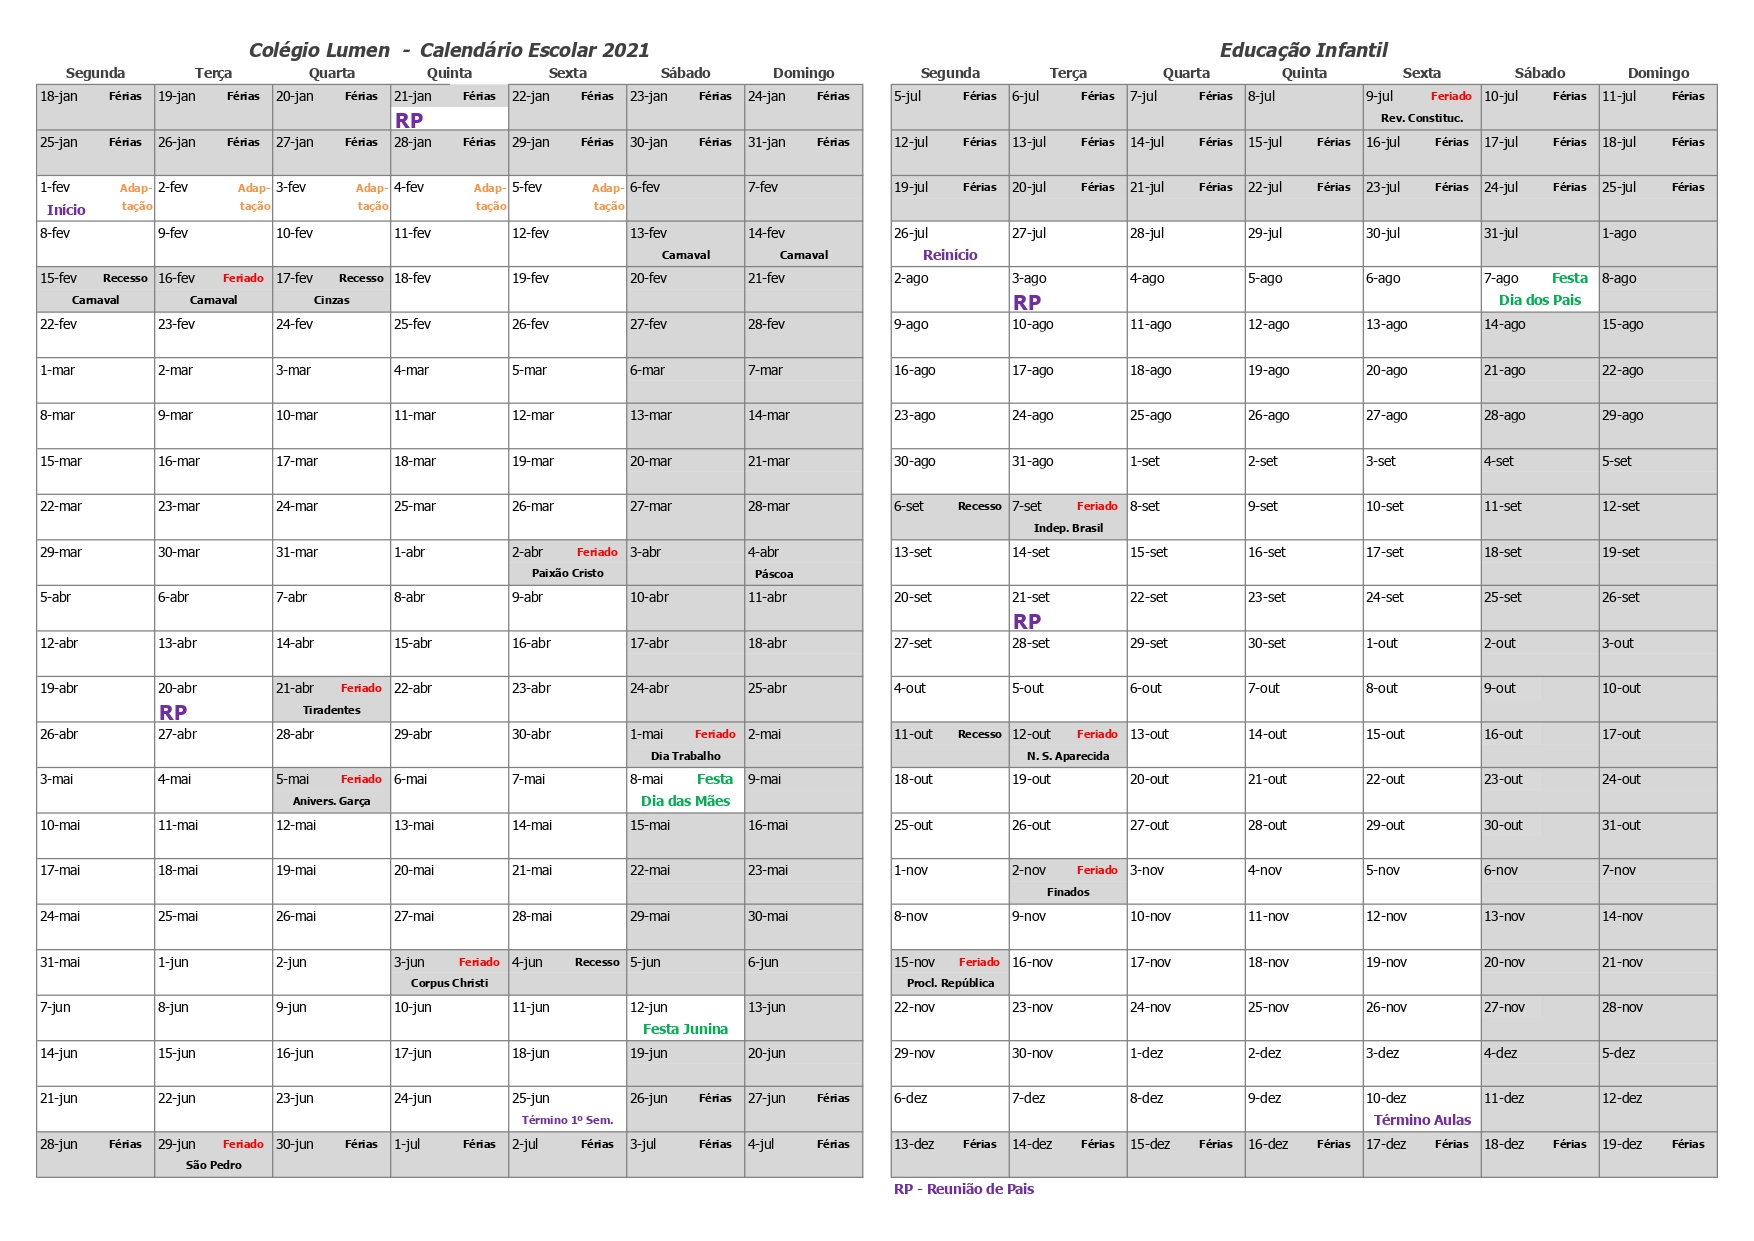 Colégio Lumen - Calendário Escolar 2021
Segunda Terça Quarta Quinta Sexta Sábado Domingo
18-jan Férias 19-jan Férias 20-jan Férias 21-jan Férias 22-jan Férias 23-jan Férias 24-jan Férias
RP
25-jan Férias 26-jan Férias 27-jan Férias 28-jan Férias 29-jan Férias 30-jan Férias 31-jan Férias
1-fev Adap- 2-fev Adap- 3-fev Adap- 4-fev Adap- 5-fev Adap- 6-fev 7-fev
Início tação tação tação tação tação
8-fev 9-fev 10-fev 11-fev 12-fev 13-fev 14-fev
Carnaval Carnaval
15-fev Recesso 16-fev Feriado 17-fev Recesso 18-fev 19-fev 20-fev 21-fev
Carnaval Carnaval Cinzas
22-fev 23-fev 24-fev 25-fev 26-fev 27-fev 28-fev
1-mar 2-mar 3-mar 4-mar 5-mar 6-mar 7-mar
8-mar 9-mar 10-mar 11-mar 12-mar 13-mar 14-mar
15-mar 16-mar 17-mar 18-mar 19-mar 20-mar 21-mar
22-mar 23-mar 24-mar 25-mar 26-mar 27-mar 28-mar
29-mar 30-mar 31-mar 1-abr 2-abr Feriado 3-abr 4-abr
Paixão Cristo Páscoa
5-abr 6-abr 7-abr 8-abr 9-abr 10-abr 11-abr
12-abr 13-abr 14-abr 15-abr 16-abr 17-abr 18-abr
19-abr 20-abr 21-abr Feriado 22-abr 23-abr 24-abr 25-abr
RP Tiradentes
26-abr 27-abr 28-abr 29-abr 30-abr 1-mai Feriado 2-mai
Dia Trabalho
3-mai 4-mai 5-mai Feriado 6-mai 7-mai 8-mai Festa 9-mai
Anivers. Garça Dia das Mães
10-mai 11-mai 12-mai 13-mai 14-mai 15-mai 16-mai
17-mai 18-mai 19-mai 20-mai 21-mai 22-mai 23-mai
24-mai 25-mai 26-mai 27-mai 28-mai 29-mai 30-mai
31-mai 1-jun 2-jun 3-jun Feriado 4-jun Recesso 5-jun 6-jun
Corpus Christi
7-jun 8-jun 9-jun 10-jun 11-jun 12-jun 13-jun
Festa Junina
14-jun 15-jun 16-jun 17-jun 18-jun 19-jun 20-jun
21-jun 22-jun 23-jun 24-jun 25-jun 26-jun Férias 27-jun Férias
Término 1º Sem.
28-jun Férias 29-jun Feriado 30-jun Férias 1-jul Férias 2-jul Férias 3-jul Férias 4-jul Férias
São Pedro
Educação Infantil
Segunda Terça Quarta Quinta Sexta Sábado Domingo
5-jul Férias 6-jul Férias 7-jul Férias 8-jul 9-jul Feriado 10-jul Férias 11-jul Férias
Rev. Constituc.
12-jul Férias 13-jul Férias 14-jul Férias 15-jul Férias 16-jul Férias 17-jul Férias 18-jul Férias
19-jul Férias 20-jul Férias 21-jul Férias 22-jul Férias 23-jul Férias 24-jul Férias 25-jul Férias
26-jul 27-jul 28-jul 29-jul 30-jul 31-jul 1-ago
Reinício
2-ago 3-ago 4-ago 5-ago 6-ago 7-ago Festa 8-ago
RP Dia dos Pais
9-ago 10-ago 11-ago 12-ago 13-ago 14-ago 15-ago
16-ago 17-ago 18-ago 19-ago 20-ago 21-ago 22-ago
23-ago 24-ago 25-ago 26-ago 27-ago 28-ago 29-ago
30-ago 31-ago 1-set 2-set 3-set 4-set 5-set
6-set Recesso 7-set Feriado 8-set 9-set 10-set 11-set 12-set
Indep. Brasil
13-set 14-set 15-set 16-set 17-set 18-set 19-set
20-set 21-set 22-set 23-set 24-set 25-set 26-set
RP
27-set 28-set 29-set 30-set 1-out 2-out 3-out
4-out 5-out 6-out 7-out 8-out 9-out 10-out
11-out Recesso 12-out Feriado 13-out 14-out 15-out 16-out 17-out
N. S. Aparecida
18-out 19-out 20-out 21-out 22-out 23-out 24-out
25-out 26-out 27-out 28-out 29-out 30-out 31-out
1-nov 2-nov Feriado 3-nov 4-nov 5-nov 6-nov 7-nov
Finados
8-nov 9-nov 10-nov 11-nov 12-nov 13-nov 14-nov
15-nov Feriado 16-nov 17-nov 18-nov 19-nov 20-nov 21-nov
Procl. República
22-nov 23-nov 24-nov 25-nov 26-nov 27-nov 28-nov
29-nov 30-nov 1-dez 2-dez 3-dez 4-dez 5-dez
6-dez 7-dez 8-dez 9-dez 10-dez 11-dez 12-dez
Término Aulas
13-dez Férias 14-dez Férias 15-dez Férias 16-dez Férias 17-dez Férias 18-dez Férias 19-dez Férias
RP - Reunião de Pais